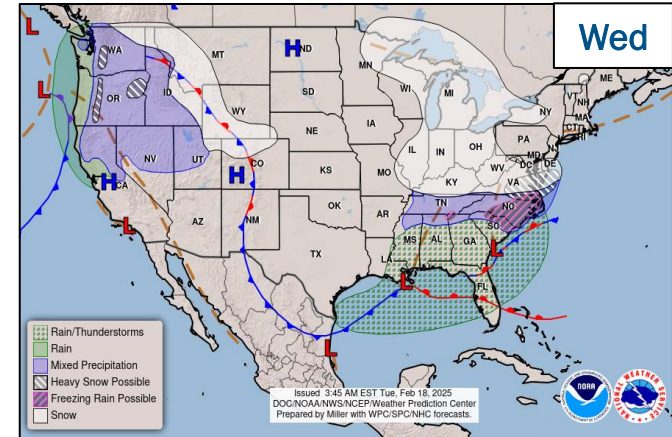 Wed
L
WA
MT
H
ND
MN
ME
L
OR
ID
SD
WI
MI
VT
NH
NY
MA
CT
RI
WY
IA
PA
NJ
NE
OH
MD
DE
DC
NV
UT
CO
IL
IN
WV
VA
H
CA
H
KS
MO
KY
L
AZ
NM
OK
AR
TN
NC
SC
TX
MS
AL
GA
L
LA
L
FL
L
Rain/Thunderstorms
Rain
Mixed Precipitation
Heavy Snow Possible
Freezing Rain Possible
Snow
Issued 3:45 AM EST Tue, Feb 18, 2025
DOC/NOAA/NWS/NCEP/Weather Prediction Center
Prepared by Miller with WPC/SPC/NHC forecasts.
NOAA
NATIONAL WEATHER SERVICE